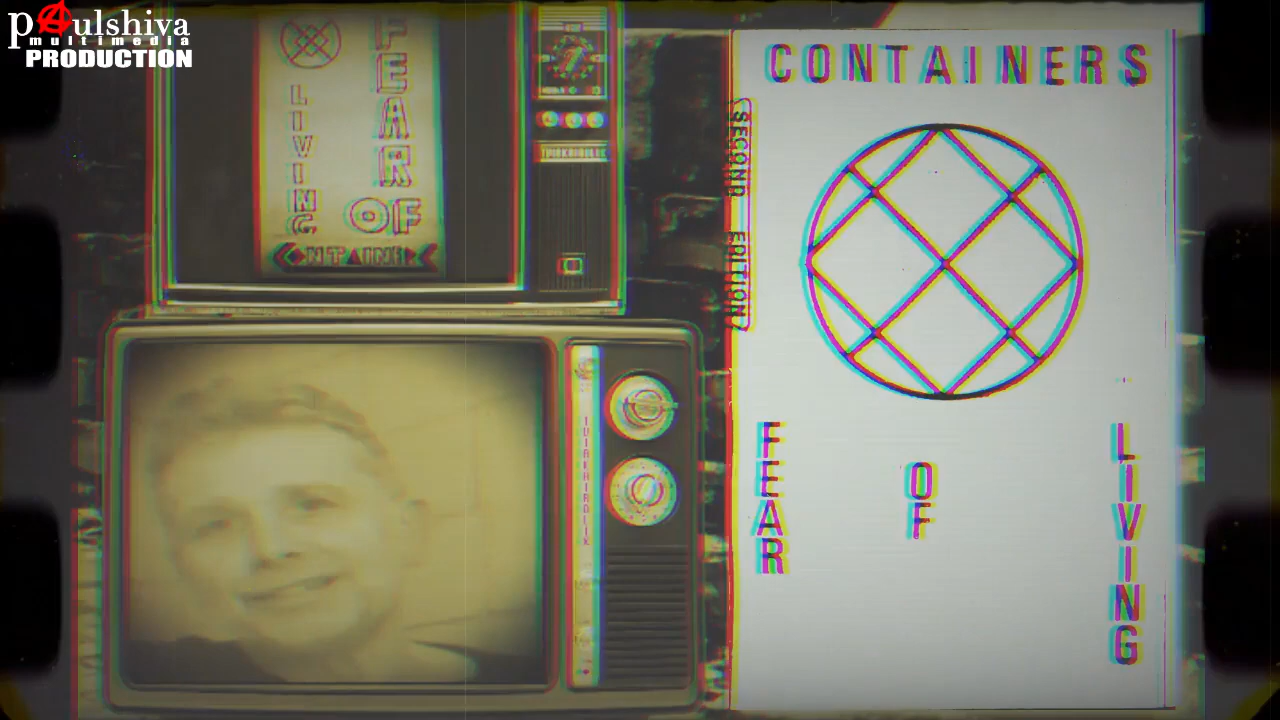 pAulshiva
multimedia
PRODUCTION
FEAR
OF
LIVING
CONTAINERS
CONTAINERS
(SECOND EDITION)
FEAR
OF
LIVING